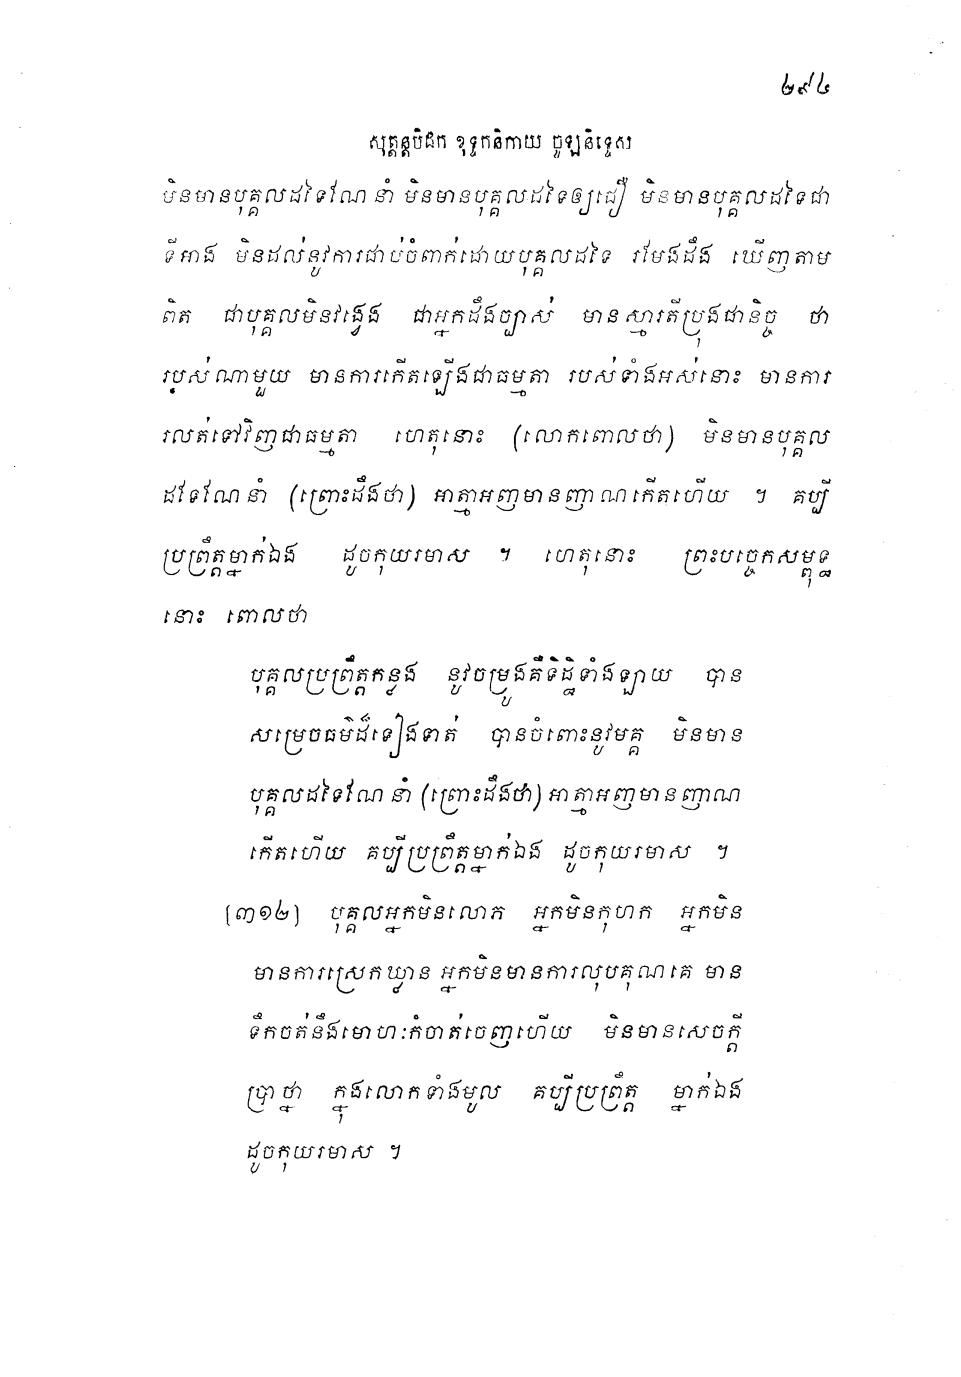 ២៩៤
សុត្តន្តបិដក ខុទ្ទកនិកាយ ចូឡនិទ្ទេស
មិនមានបុគ្គលដទៃណែនាំ មិនមានបុគ្គលដទៃឲ្យជឿ មិនមានបុគ្គលដទៃជា
ទីអាង មិនដល់នូវការជាប់ចំពាក់ដោយបុគ្គលដទៃ រមែងដឹង ឃើញតាម
ពិត ជាបុគ្គលមិនវង្វេង ជាអ្នកដឹងច្បាស់ មានស្មារតីប្រុងជានិច្ច ថា
របស់ណាមួយ មានការកើតឡើងជាធម្មតា របស់ទាំងអស់នោះ មានការ
រលត់ទៅវិញជាធម្មតា ហេតុនោះ (លោកពោលថា) មិនមានបុគ្គល
ដទៃណែនាំ (ព្រោះដឹងថា) អាត្មាអញមានញាណកើតហើយ ។ គប្បី
ប្រព្រឹត្តម្នាក់ឯង ដូចកុយរមាស ។ ហេតុនោះ ព្រះបច្ចេកសម្ពុទ្ធ
នោះ ពោលថា
បុគ្គលប្រព្រឹត្តកន្លង នូវចម្រូងគឺទិដ្ឋិទាំងឡាយ បាន
សម្រេចធម៌ដ៏ទៀងទាត់ បានចំពោះនូវមគ្គ មិនមាន
បុគ្គលដទៃណែនាំ (ព្រោះដឹងថា) អាត្មាអញមានញាណ
កើតហើយ គប្បីប្រព្រឹត្តម្នាក់ឯង ដូចកុយរមាស ។
(៣១២) បុគ្គលអ្នកមិនលោភ អ្នកមិនកុហក អ្នកមិន
មានការស្រេកឃ្លាន អ្នកមិនមានការលុបគុណគេ មាន
ទឹកចត់នឹងមោហៈកំចាត់ចេញហើយ មិនមានសេចក្តី
ប្រាថ្នា ក្នុងលោកទាំងមូល គប្បីប្រព្រឹត្ត ម្នាក់ឯង
ដូចកុយរមាស ។